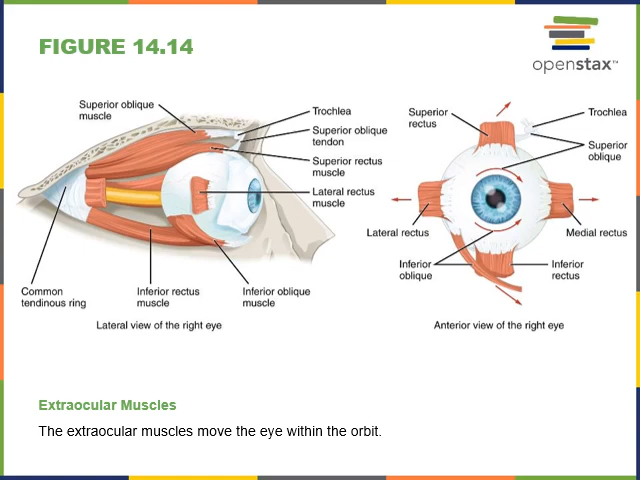 FIGURE 14.14
openstax™
Superior oblique
muscle
Trochlea
Superior oblique
tendon
Superior rectus
muscle
Lateral rectus
muscle
Common
tendinous ring
Inferior rectus
muscle
Inferior oblique
muscle
Lateral view of the right eye
Superior
rectus
Trochlea
Superior
oblique
Lateral rectus
Medial rectus
Inferior
oblique
Inferior
rectus
Anterior view of the right eye
Extraocular Muscles
The extraocular muscles move the eye within the orbit.